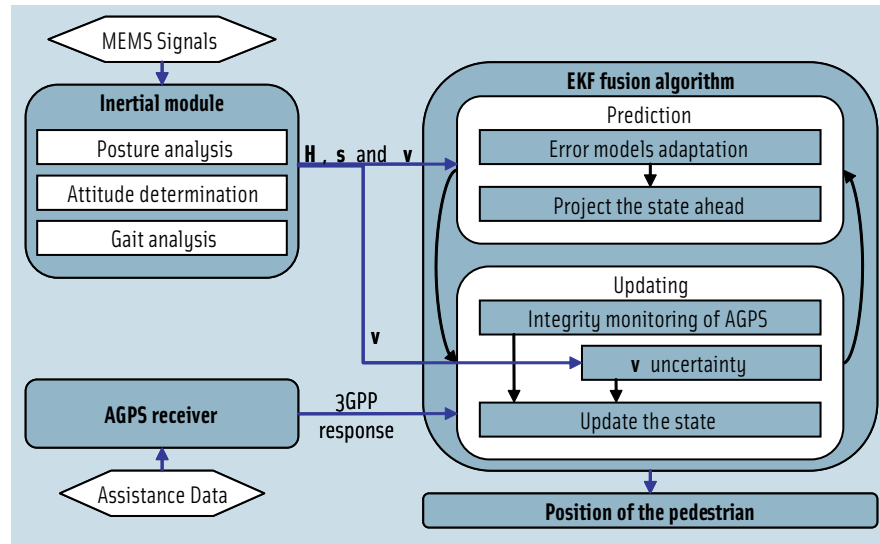 MEMS Signals
Inertial module
Posture analysis
Attitude determination
Gait analysis
H , s and v
v
AGPS receiver
3GPP
response
Assistance Data
EKF fusion algorithm
Prediction
Error models adaptation
Project the state ahead
Updating
Integrity monitoring of AGPS
v uncertainty
Update the state
Position of the pedestrian